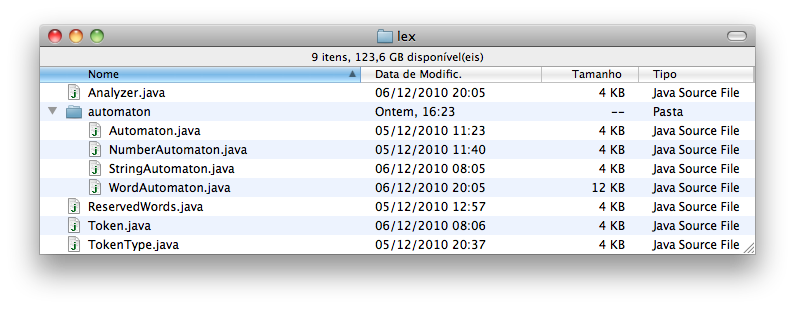 lex
9 itens, 123,6 GB disponível(eis)
Nome Data de Modific. Tamanho Tipo
Analyzer.java 06/12/2010 20:05 4 KB Java Source File
automaton Ontem, 16:23 -- Pasta
Automaton.java 05/12/2010 11:23 4 KB Java Source File
NumberAutomaton.java 05/12/2010 11:40 4 KB Java Source File
StringAutomaton.java 06/12/2010 08:05 4 KB Java Source File
WordAutomaton.java 06/12/2010 20:05 12 KB Java Source File
ReservedWords.java 05/12/2010 12:57 4 KB Java Source File
Token.java 06/12/2010 08:06 4 KB Java Source File
TokenType.java 05/12/2010 20:37 4 KB Java Source File